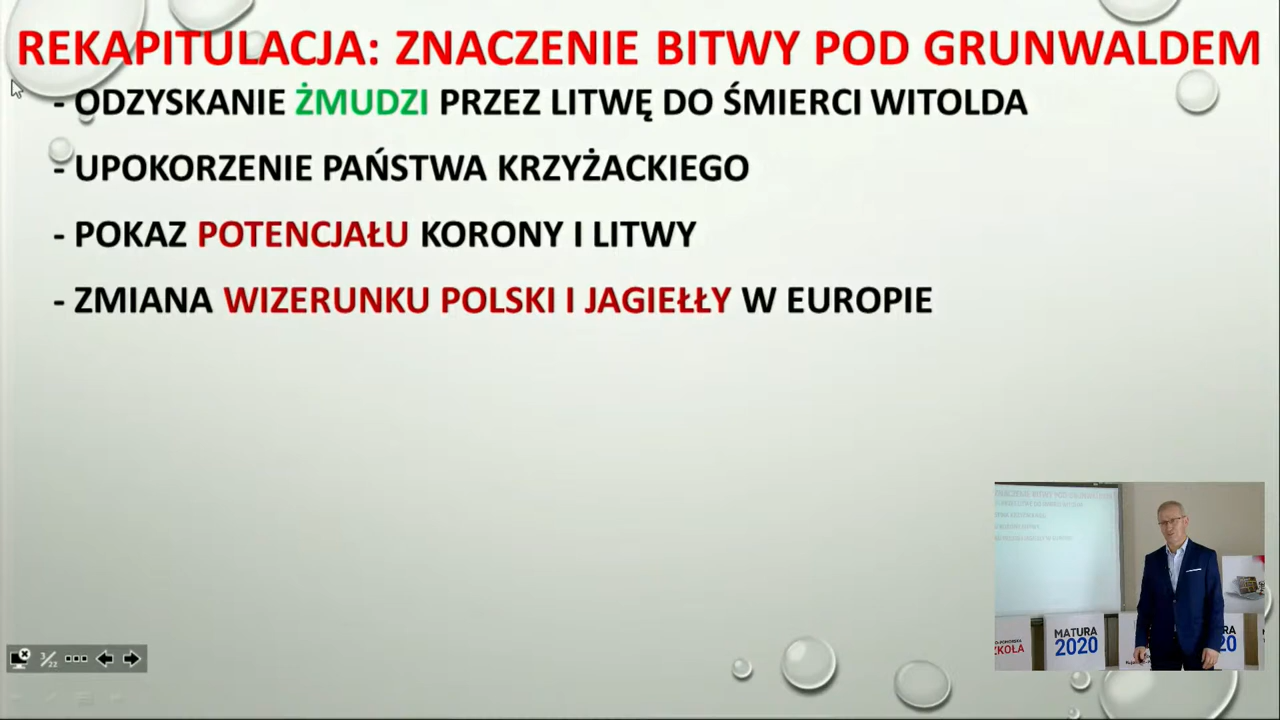 REKAPITULACJA: ZNACZENIE BITWY POD GRUNWALDEM
- ODZYSKANIE ŻMUDZI PRZEZ LITWĘ DO ŚMIERCI WITOLDA
- UPOKORZENIE PAŃSTWA KRZYŻACKIEGO
- POKAZ POTENCJAŁU KORONY I LITWY
- ZMIANA WIZERUNKU POLSKI I JAGIEŁŁY W EUROPIE
MATURA
2020